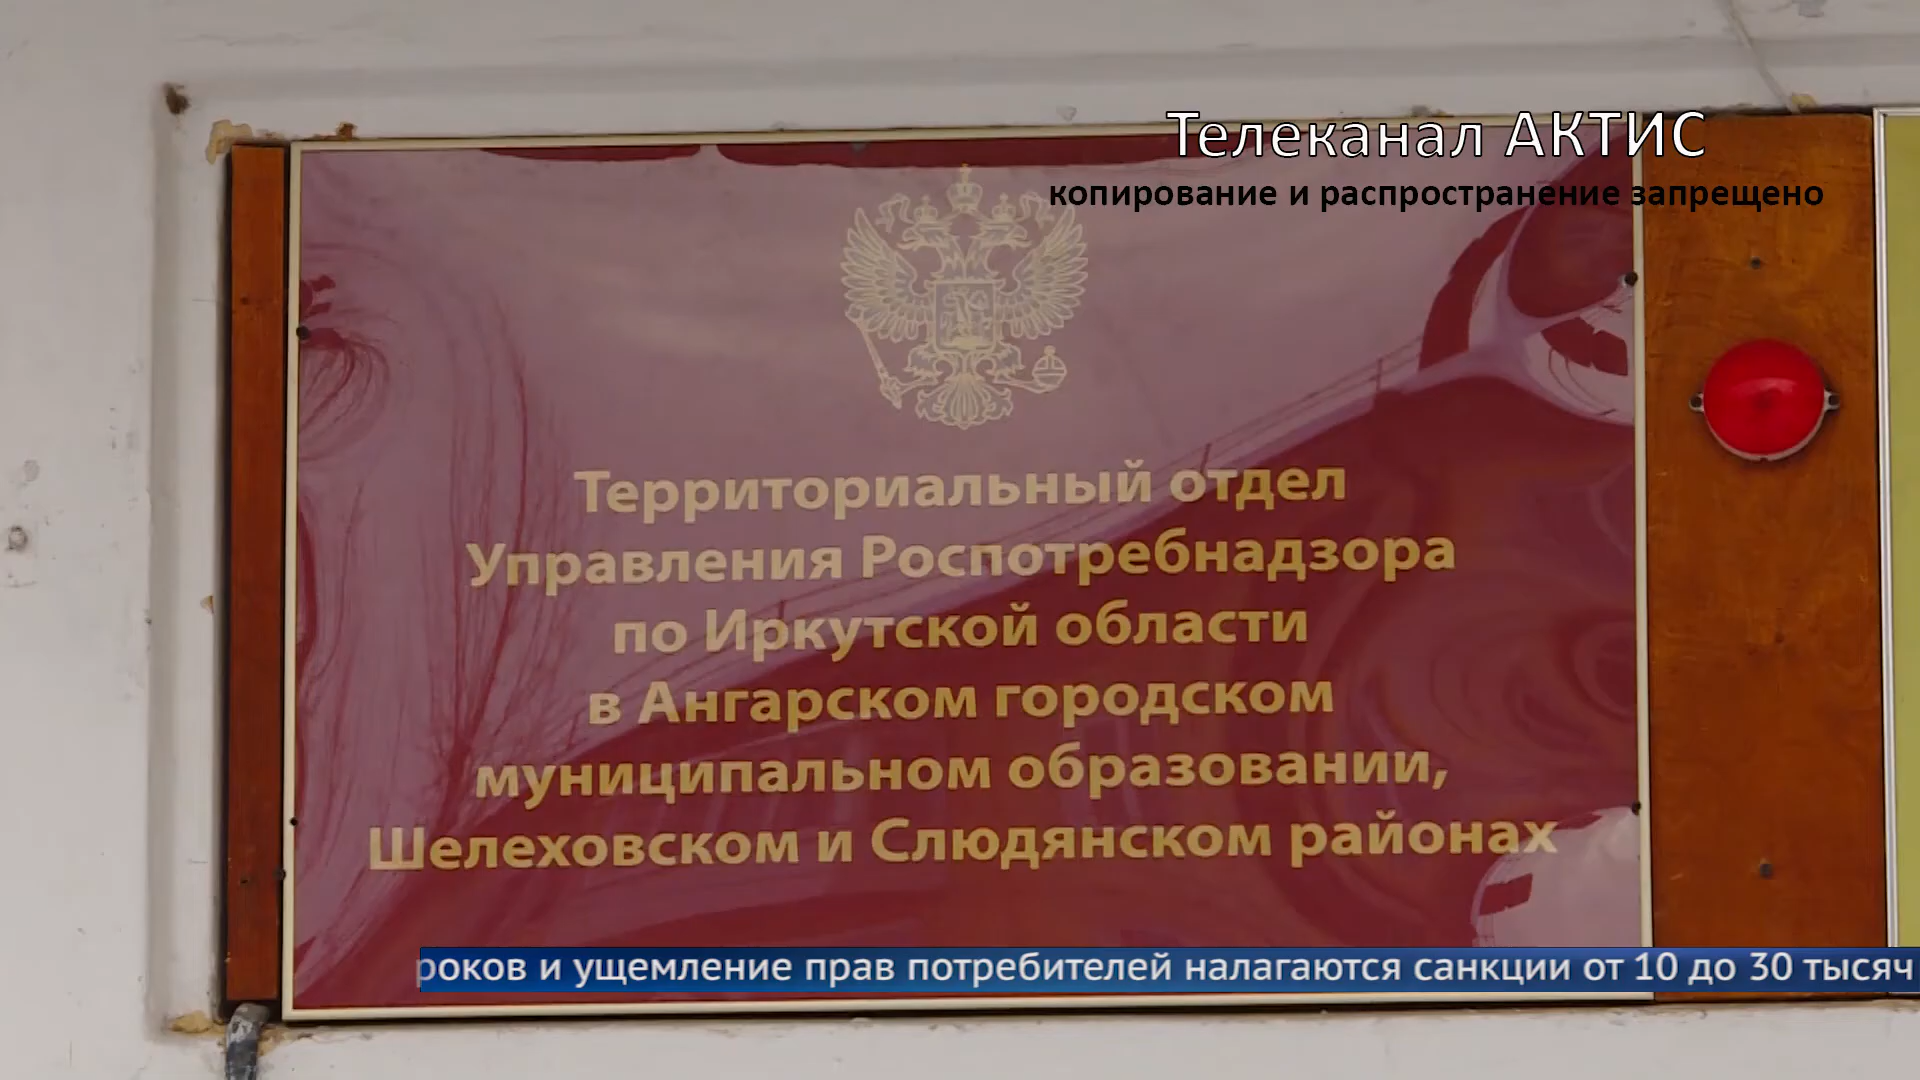 Телеканал АКТИС
копирование и распространение запрещено
Территориальный отдел
Управления Роспотребнадзора
по Иркутской области
в Ангарском городском
муниципальном образовании,
Шелеховском и Слюдянском районах
роков и ущемление прав потребителей налагаются санкции от 10 до 30 тысяч